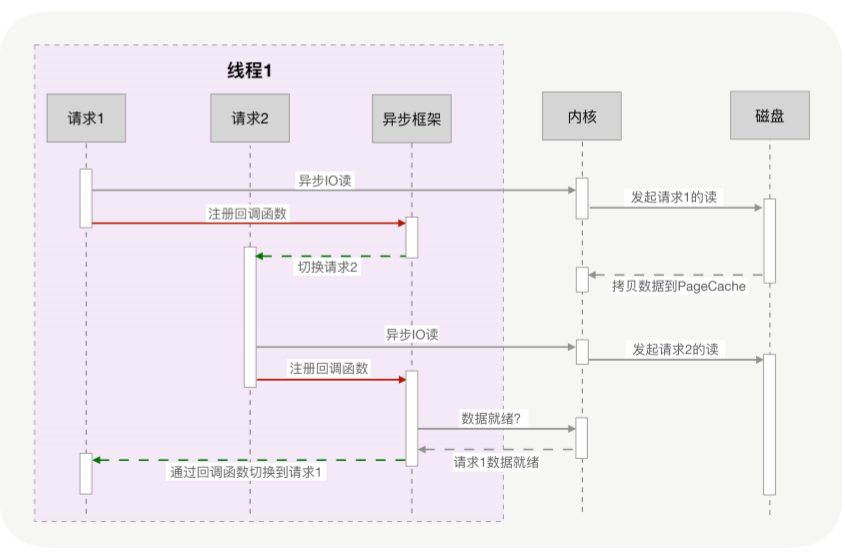 线程1
请求1
请求2
异步框架
内核
磁盘
异步IO读
发起请求1的读
注册回调函数
切换请求2
拷贝数据到PageCache
异步IO读
发起请求2的读
注册回调函数
数据就绪?
请求1数据就绪
通过回调函数切换到请求1